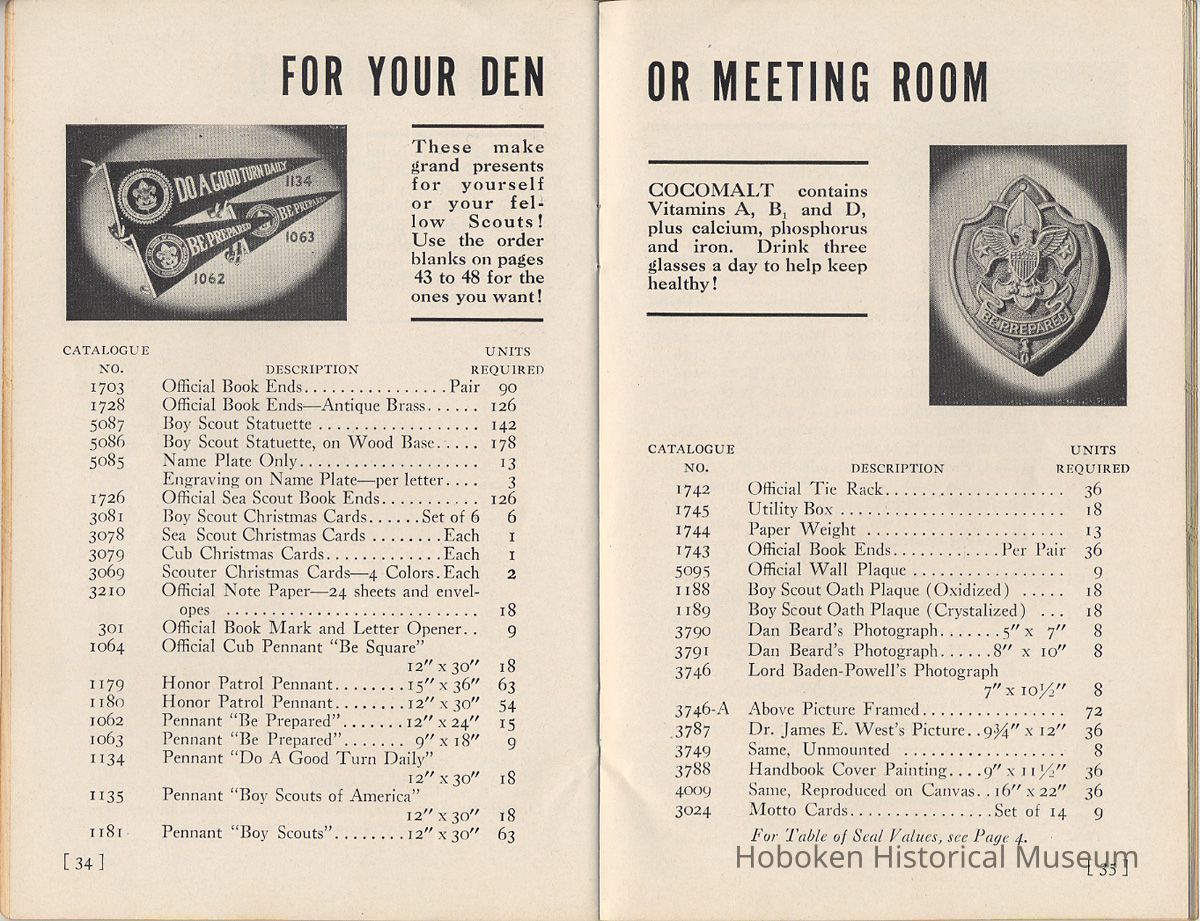 FOR YOUR DEN
DO A GOOD TURN DAILY
1134
BE PREPARED
1063
BE PREPARED
1062
These make
grand presents
for yourself
or your fel-
low Scouts!
Use the order
blanks on pages
43 to 48 for the
ones you want!
CATALOGUE NO. DESCRIPTION UNITS REQUIRED
1703 Official Book Ends................Pair 90
1728 Official Book Ends—Antique Brass...... 126
5087 Boy Scout Statuette .................. 142
5086 Boy Scout Statuette, on Wood Base..... 178
5085 Name Plate Only.................... 13
Engraving on Name Plate—per letter.... 3
1726 Official Sea Scout Book Ends........... 126
3081 Boy Scout Christmas Cards......Set of 6 6
3078 Sea Scout Christmas Cards ........Each 1
3079 Cub Christmas Cards.............Each 1
3069 Scouter Christmas Cards—4 Colors.Each 2
3210 Official Note Paper—24 sheets and envel-
opes ............................ 18
301 Official Book Mark and Letter Opener.. 9
1064 Official Cub Pennant “Be Square”
12″ x 30″ 18
1179 Honor Patrol Pennant........15″ x 36″ 63
1180 Honor Patrol Pennant........12″ x 30″ 54
1062 Pennant “Be Prepared”.......12″ x 24″ 15
1063 Pennant “Be Prepared”....... 9″ x 18″ 9
1134 Pennant “Do A Good Turn Daily”
12″ x 30″ 18
1135 Pennant “Boy Scouts of America”
12″ x 30″ 18
1181 Pennant “Boy Scouts”........12″ x 30″ 63
[ 34 ]
OR MEETING ROOM
COCOMALT contains
Vitamins A, B₁ and D,
plus calcium, phosphorus
and iron. Drink three
glasses a day to help keep
healthy!
BE PREPARED
CATALOGUE NO. DESCRIPTION UNITS REQUIRED
1742 Official Tie Rack.................... 36
1745 Utility Box ......................... 18
1744 Paper Weight ...................... 13
1743 Official Book Ends............Per Pair 36
5095 Official Wall Plaque ................. 9
1188 Boy Scout Oath Plaque (Oxidized) ..... 18
1189 Boy Scout Oath Plaque (Crystalized) ... 18
3790 Dan Beard's Photograph.......5″ x 7″ 8
3791 Dan Beard's Photograph......8″ x 10″ 8
3746 Lord Baden-Powell's Photograph
7″ x 10½″ 8
3746-A Above Picture Framed................ 72
3787 Dr. James E. West's Picture..9¾″ x 12″ 36
3749 Same, Unmounted .................. 8
3788 Handbook Cover Painting....9″ x 11½″ 36
4009 Same, Reproduced on Canvas..16″ x 22″ 36
3024 Motto Cards................Set of 14 9
For Table of Seal Values, see Page 4.
Hoboken Historical Museum
[ 35 ]